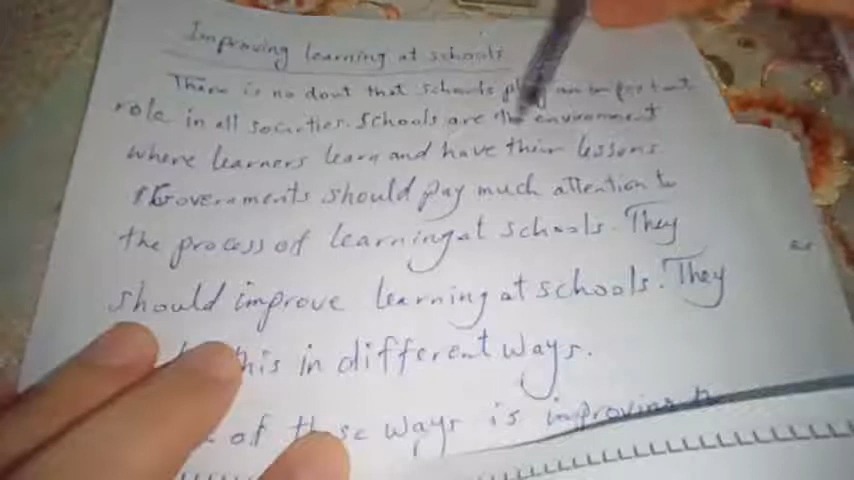 Improving learning at schools
There is no dout that schools play an important
role in all societies. Schools are the environment
where learners learn and have their lessons
Governments should pay much attention to
the process of learning at schools. They
should improve learning at schools. They
this in different ways.
of these ways is improving